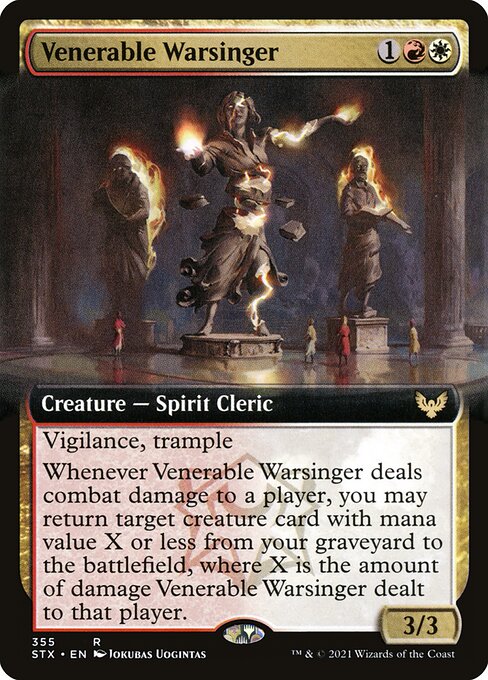 Venerable Warsinger 1
Creature — Spirit Cleric
Vigilance, trample
Whenever Venerable Warsinger deals
combat damage to a player, you may
return target creature card with mana
value X or less from your graveyard to
the battlefield, where X is the amount
of damage Venerable Warsinger dealt
to that player.
3/3
355 R
STX • EN JOKUBAS UOGINTAS ™ & © 2021 Wizards of the Coast